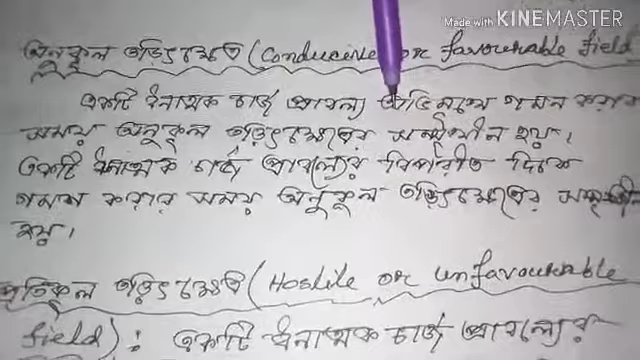 Made with KINEMASTER
অনুকূল তড়িৎক্ষেত্র (Conducive or favourable field)
একটি ধনাত্মক চার্জ প্রাবল্য অভিমুখে গমন করার
সময় অনুকূল তড়িৎক্ষেত্রের সম্মুখীন হয়।
একটি ধনাত্মক চার্জ প্রাবল্যের বিপরীত দিকে
গমন করার সময় অনুকূল তড়িৎক্ষেত্রের সম্মুখীন
হয়।
প্রতিকূল তড়িৎক্ষেত্র (Hostile or unfavourable
field) : একটি ধনাত্মক চার্জ প্রাবল্যের